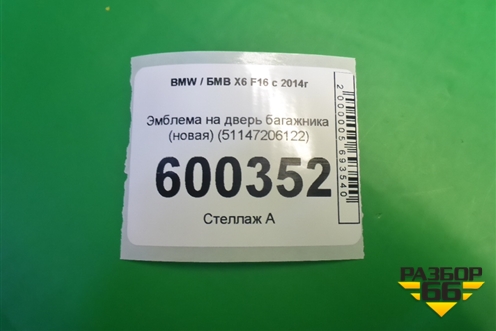 BMW / БМВ X6 F16 с 2014г
Эмблема на дверь багажника
(новая) (51147206122)
600352
Стеллаж А
2000005693540
РАЗБОР
66